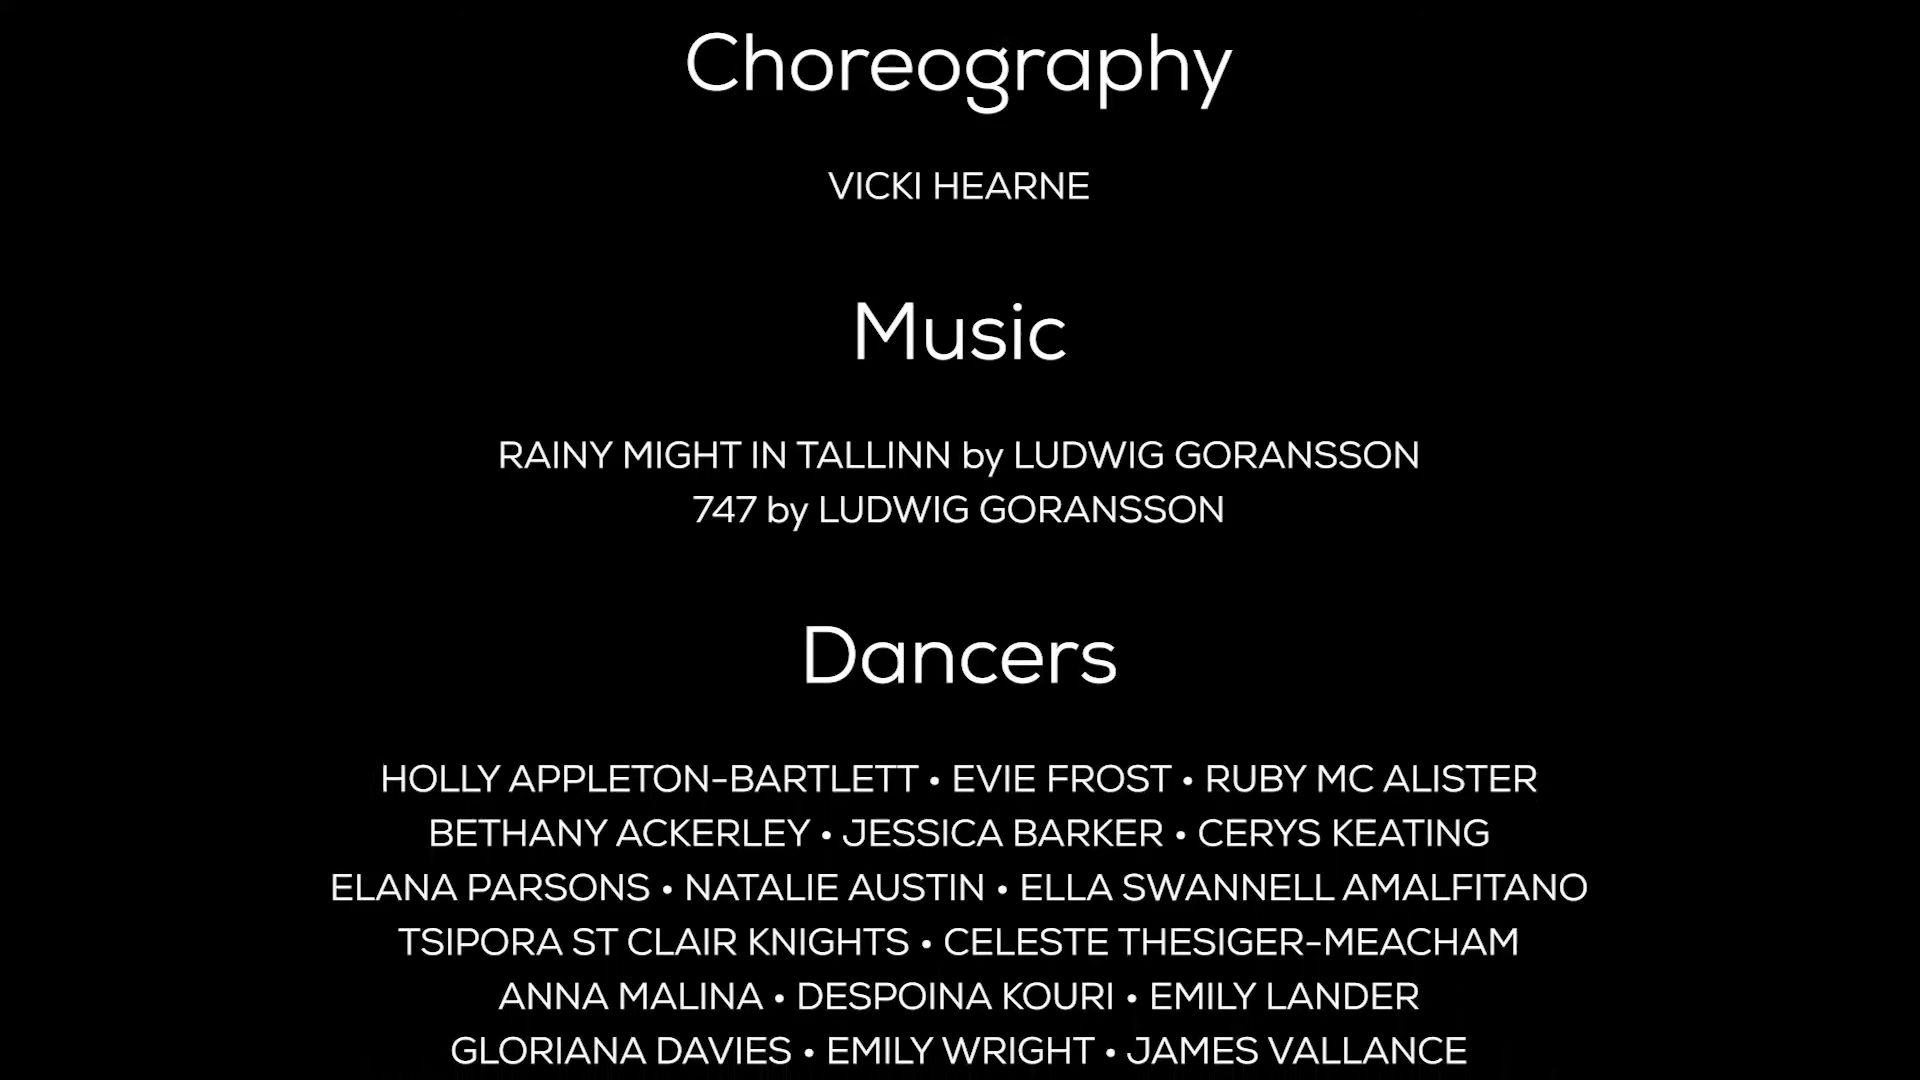 Choreography
VICKI HEARNE
Music
RAINY MIGHT IN TALLINN by LUDWIG GORANSSON
747 by LUDWIG GORANSSON
Dancers
HOLLY APPLETON-BARTLETT • EVIE FROST • RUBY MC ALISTER
BETHANY ACKERLEY • JESSICA BARKER • CERYS KEATING
ELANA PARSONS • NATALIE AUSTIN • ELLA SWANNELL AMALFITANO
TSIPORA ST CLAIR KNIGHTS • CELESTE THESIGER-MEACHAM
ANNA MALINA • DESPOINA KOURI • EMILY LANDER
GLORIANA DAVIES • EMILY WRIGHT • JAMES VALLANCE